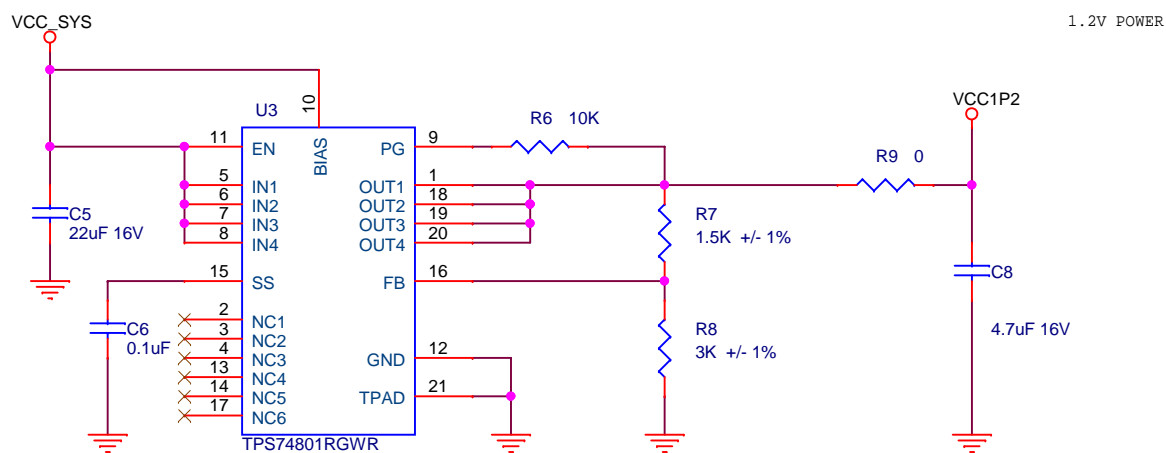 VCC_SYS
1.2V POWER
U3
10
BIAS
R6 10K
VCC1P2
11 EN
PG 9
R9 0
5 IN1
OUT1 1
6 IN2
OUT2 18
7 IN3
OUT3 19
8 IN4
OUT4 20
C5
22uF 16V
R7
1.5K +/- 1%
15 SS
FB 16
C8
4.7uF 16V
C6
0.1uF
2 NC1
3 NC2
4 NC3
13 NC4
14 NC5
17 NC6
R8
3K +/- 1%
GND 12
TPAD 21
TPS74801RGWR